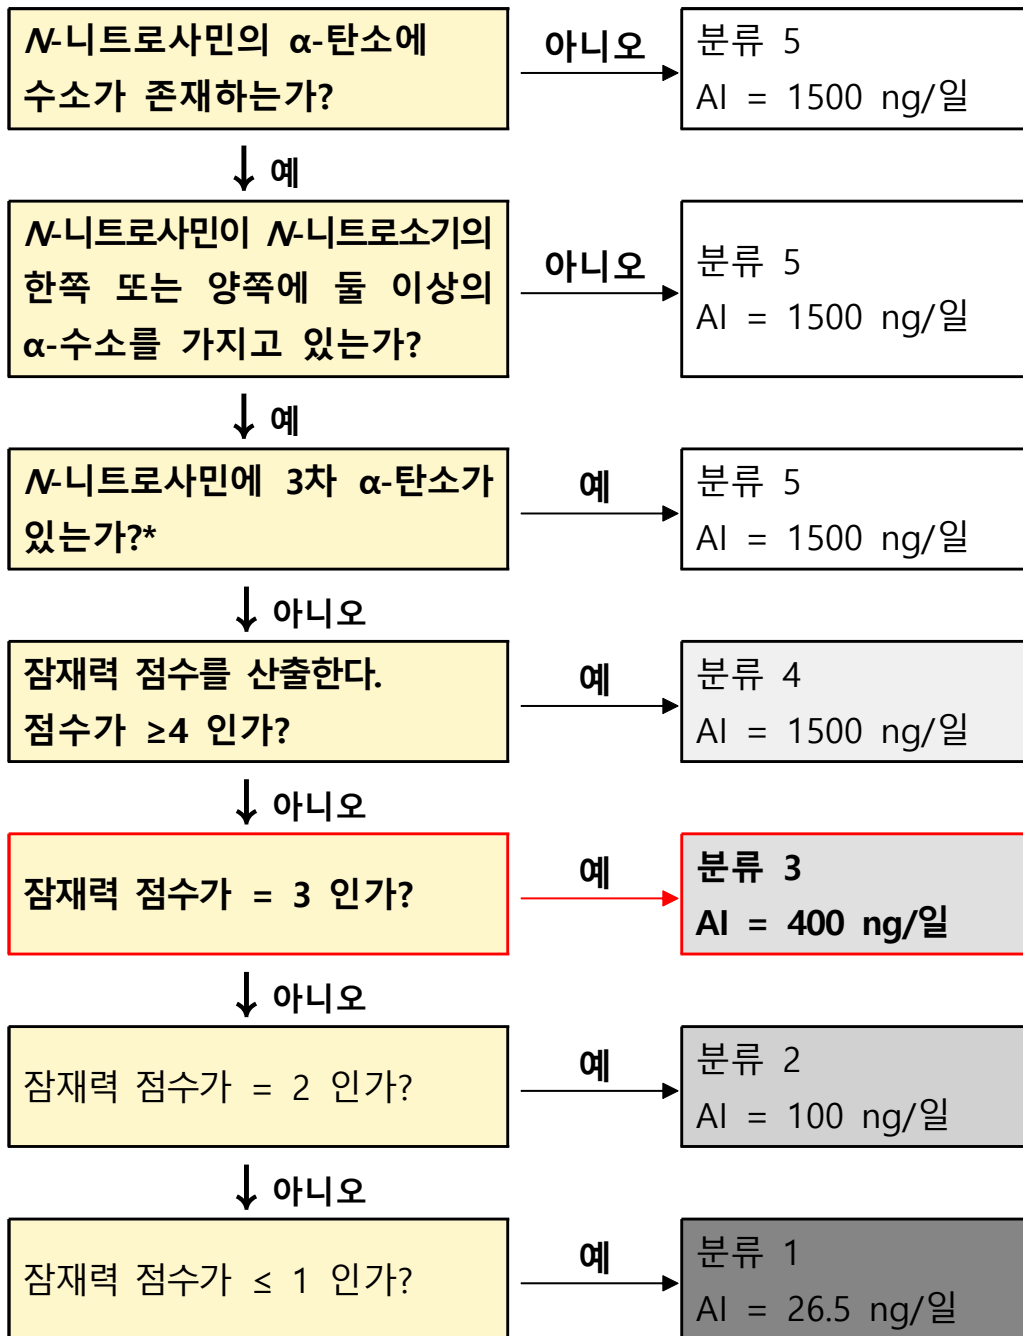 N-니트로사민의 α-탄소에
수소가 존재하는가?
아니오
분류 5
AI = 1500 ng/일
↓ 예
N-니트로사민이 N-니트로소기의
한쪽 또는 양쪽에 둘 이상의
α-수소를 가지고 있는가?
아니오
분류 5
AI = 1500 ng/일
↓ 예
N-니트로사민에 3차 α-탄소가
있는가?*
예
분류 5
AI = 1500 ng/일
↓ 아니오
잠재력 점수를 산출한다.
점수가 ≥4 인가?
예
분류 4
AI = 1500 ng/일
↓ 아니오
잠재력 점수가 = 3 인가?
예
분류 3
AI = 400 ng/일
↓ 아니오
잠재력 점수가 = 2 인가?
예
분류 2
AI = 100 ng/일
↓ 아니오
잠재력 점수가 ≤ 1 인가?
예
분류 1
AI = 26.5 ng/일